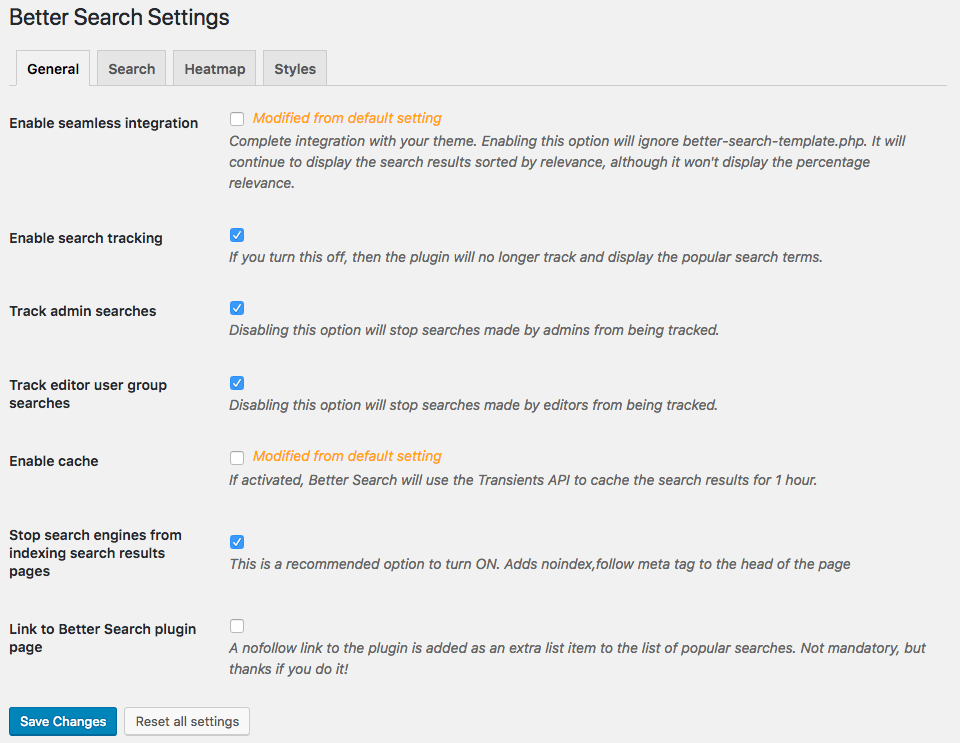 Better Search Settings
General
Search
Heatmap
Styles
Enable seamless integration
Modified from default setting
Complete integration with your theme. Enabling this option will ignore better-search-template.php. It will
continue to display the search results sorted by relevance, although it won't display the percentage
relevance.
Enable search tracking
If you turn this off, then the plugin will no longer track and display the popular search terms.
Track admin searches
Disabling this option will stop searches made by admins from being tracked.
Track editor user group
searches
Disabling this option will stop searches made by editors from being tracked.
Enable cache
Modified from default setting
If activated, Better Search will use the Transients API to cache the search results for 1 hour.
Stop search engines from
indexing search results
pages
This is a recommended option to turn ON. Adds noindex,follow meta tag to the head of the page
Link to Better Search plugin
page
A nofollow link to the plugin is added as an extra list item to the list of popular searches. Not mandatory, but
thanks if you do it!
Save Changes
Reset all settings